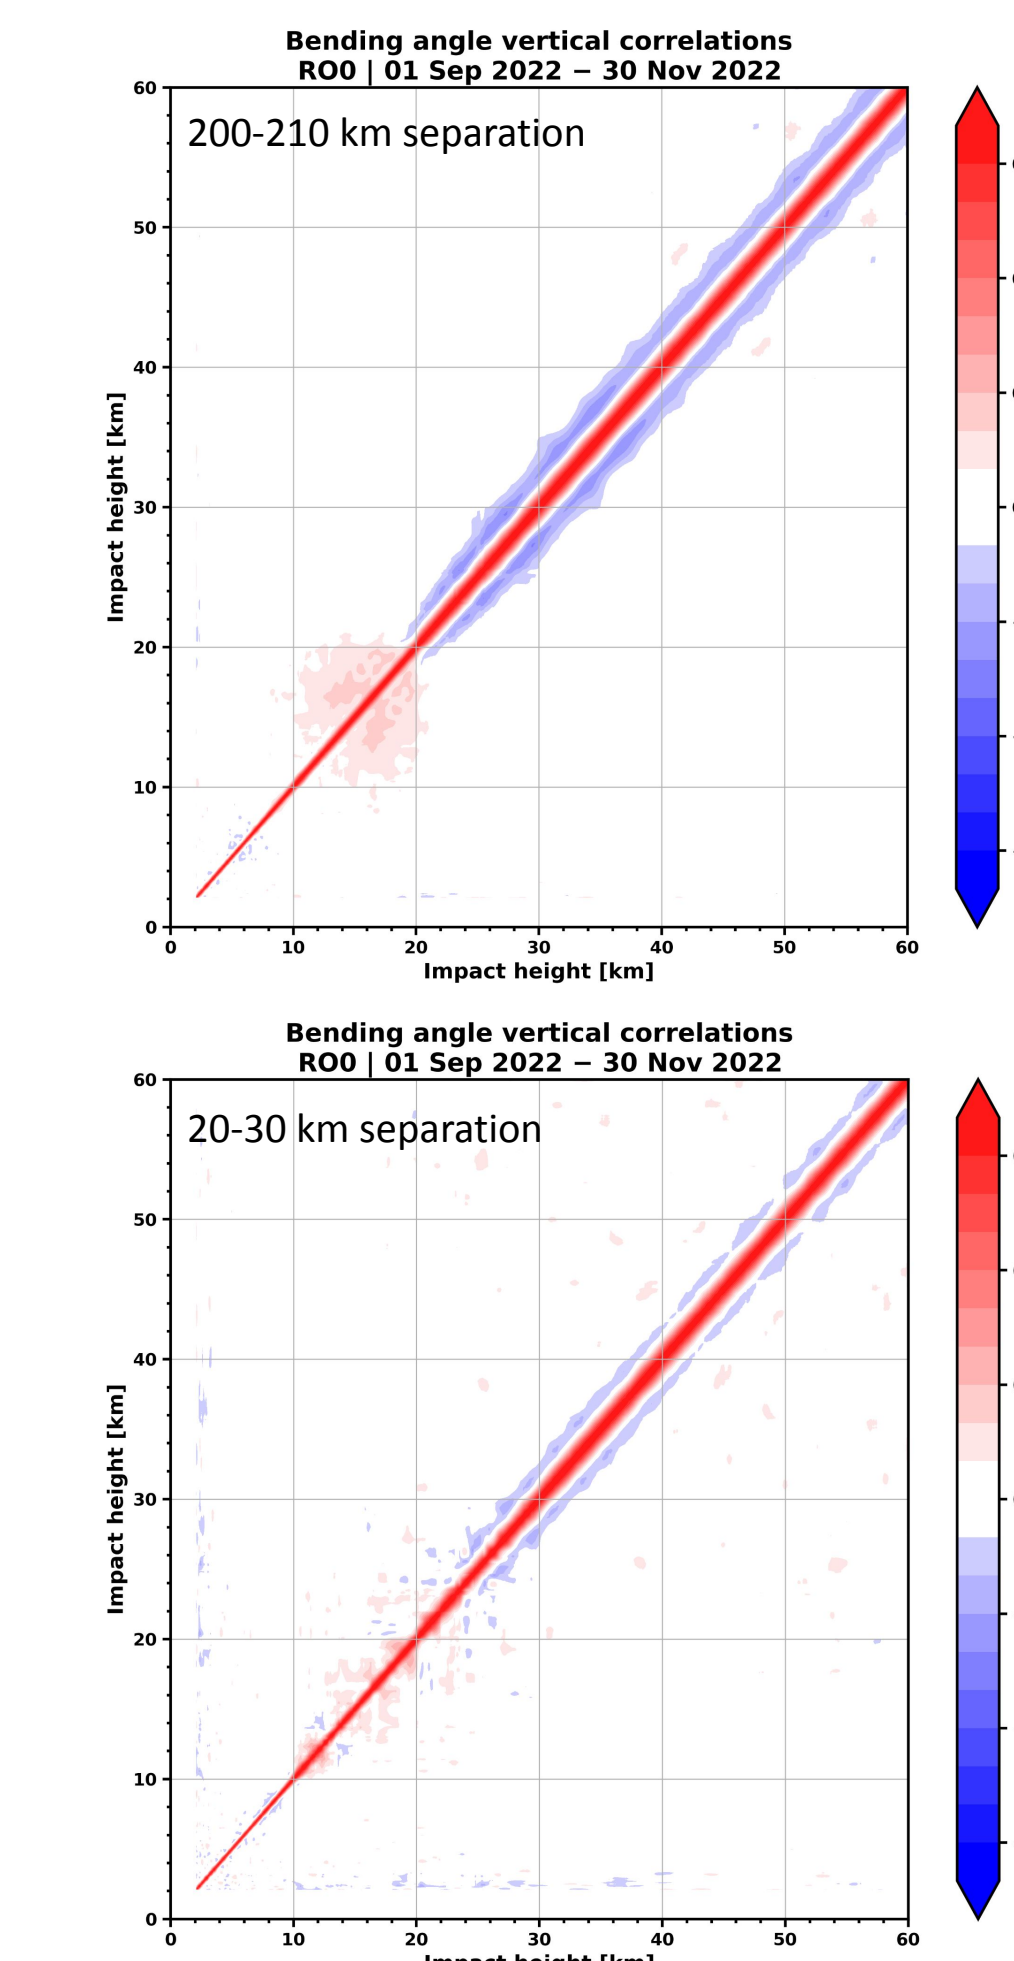 Bending angle vertical correlations
RO0 | 01 Sep 2022 − 30 Nov 2022
200-210 km separation
60
50
40
30
20
10
0
Impact height [km]
0 10 20 30 40 50 60
Impact height [km]
Bending angle vertical correlations
RO0 | 01 Sep 2022 − 30 Nov 2022
20-30 km separation
60
50
40
30
20
10
0
Impact height [km]
0 10 20 30 40 50 60
Impact height [km]